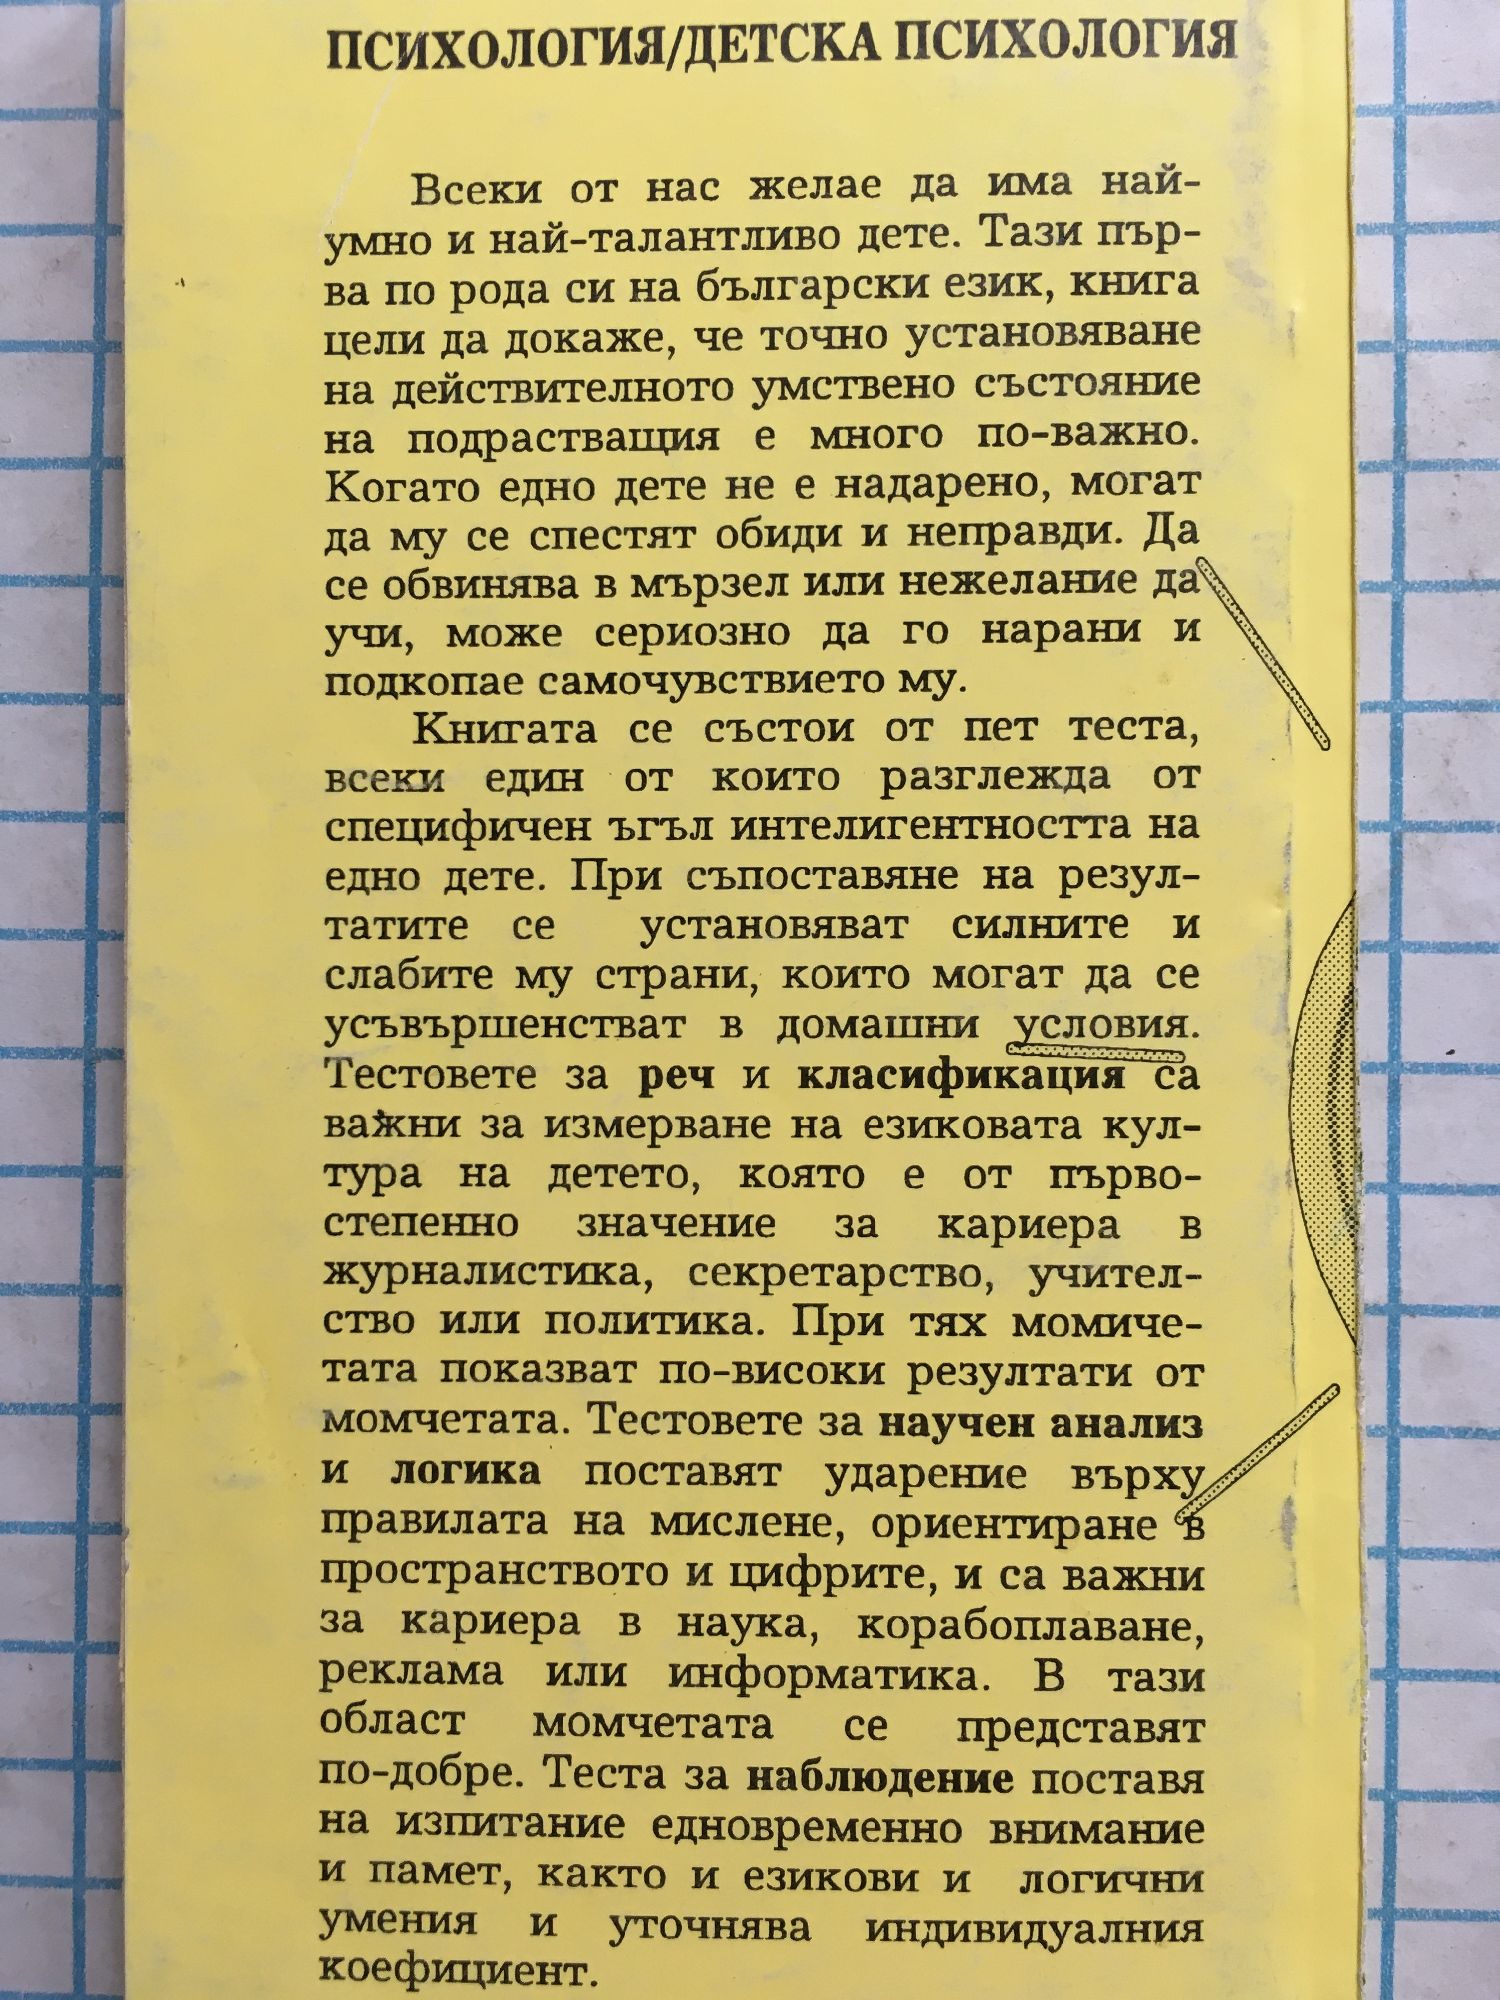 ПСИХОЛОГИЯ/ДЕТСКА ПСИХОЛОГИЯ
Всеки от нас желае да има най-
умно и най-талантливо дете. Тази пър-
ва по рода си на български език, книга
цели да докаже, че точно установяване
на действителното умствено състояние
на подрастващия е много по-важно.
Когато едно дете не е надарено, могат
да му се спестят обиди и неправди. Да
се обвинява в мързел или нежелание да
учи, може сериозно да го нарани и
подкопае самочувствието му.
Книгата се състои от пет теста,
всеки един от които разглежда от
специфичен ъгъл интелигентността на
едно дете. При съпоставяне на резул-
татите се установяват силните и
слабите му страни, които могат да се
усъвършенстват в домашни условия.
Тестовете за реч и класификация са
важни за измерване на езиковата кул-
тура на детето, която е от първо-
степенно значение за кариера в
журналистика, секретарство, учител-
ство или политика. При тях момиче-
тата показват по-високи резултати от
момчетата. Тестовете за научен анализ
и логика поставят ударение върху
правилата на мислене, ориентиране в
пространството и цифрите, и са важни
за кариера в наука, корабоплаване,
реклама или информатика. В тази
област момчетата се представят
по-добре. Теста за наблюдение поставя
на изпитание едновременно внимание
и памет, както и езикови и логични
умения и уточнява индивидуалния
коефициент.